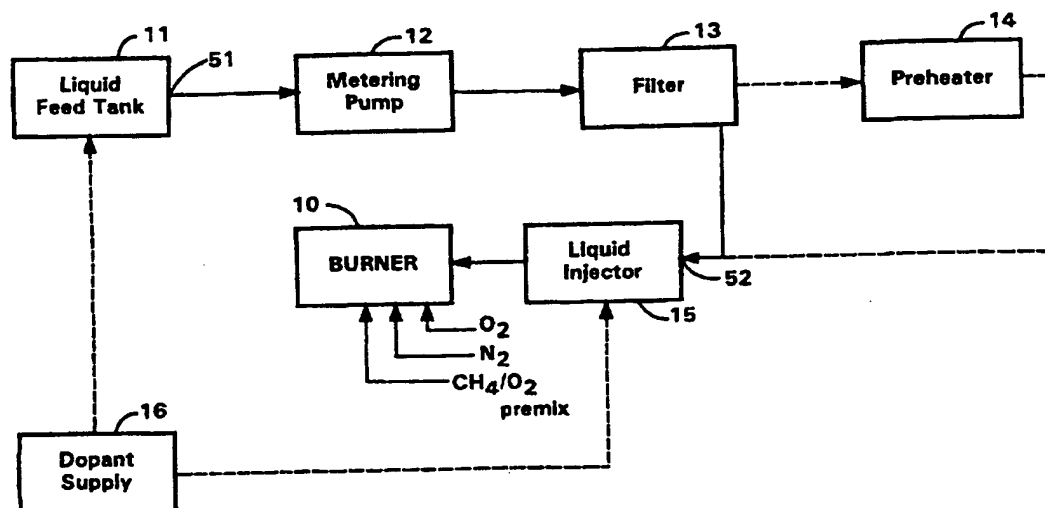 11
Liquid
Feed Tank
51
12
Metering
Pump
13
Filter
14
Preheater
10
BURNER
Liquid
Injector
52
15
O2
N2
CH4/O2
premix
16
Dopant
Supply